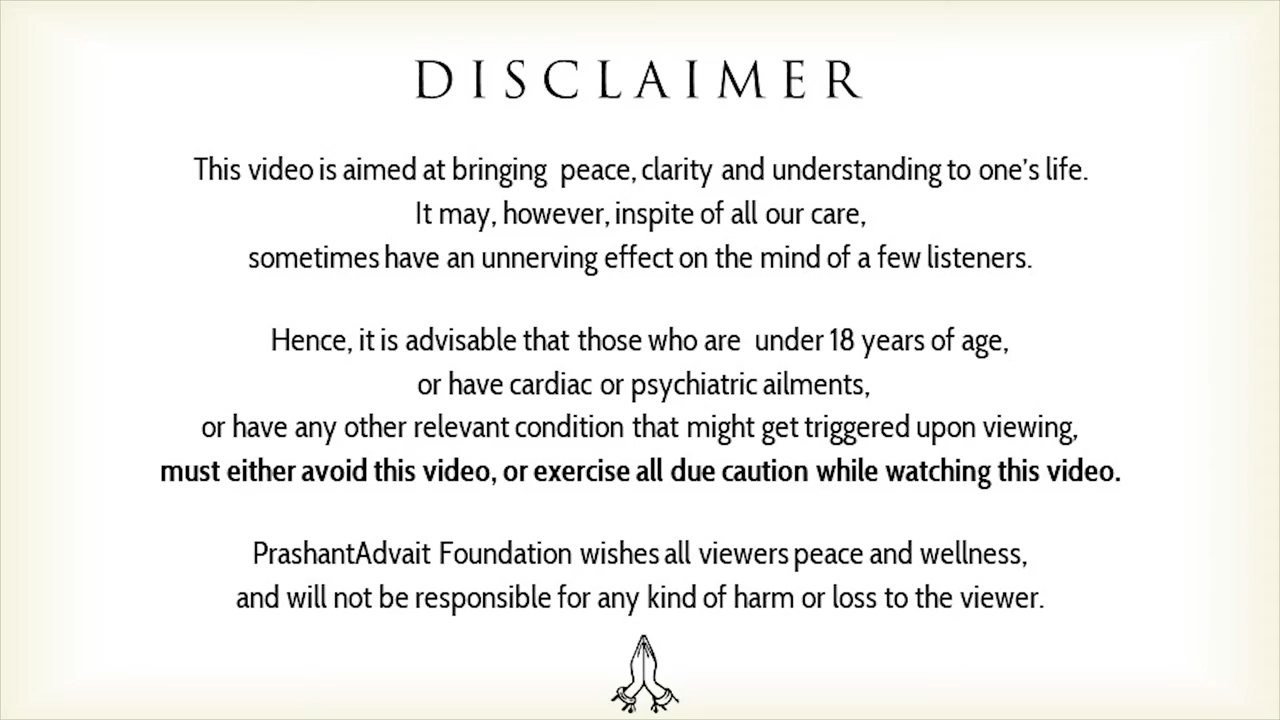 DISCLAIMER
This video is aimed at bringing peace, clarity and understanding to one's life.
It may, however, inspite of all our care,
sometimes have an unnerving effect on the mind of a few listeners.
Hence, it is advisable that those who are under 18 years of age,
or have cardiac or psychiatric ailments,
or have any other relevant condition that might get triggered upon viewing,
must either avoid this video, or exercise all due caution while watching this video.
PrashantAdvait Foundation wishes all viewers peace and wellness,
and will not be responsible for any kind of harm or loss to the viewer.